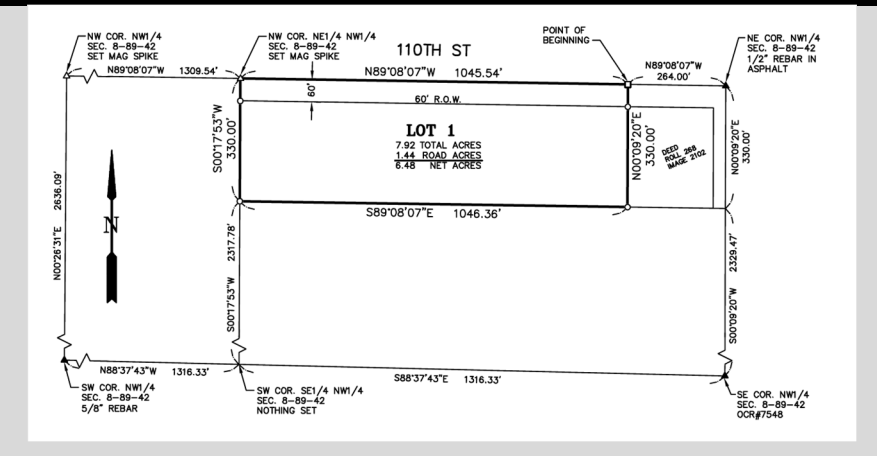 NW COR. NW1/4
SEC. 8-89-42
SET MAG SPIKE
NW COR. NE1/4 NW1/4
SEC. 8-89-42
SET MAG SPIKE
110TH ST
POINT OF
BEGINNING
NE COR. NW1/4
SEC. 8-89-42
1/2" REBAR IN
ASPHALT
N89°08'07"W 1309.54'
N89°08'07"W 1045.54'
N89°08'07"W
264.00'
60'
60' R.O.W.
S00°17'53"W
330.00'
LOT 1
7.92 TOTAL ACRES
1.44 ROAD ACRES
6.48 NET ACRES
N00°09'20"E
330.00'
DEED
ROLL 268
IMAGE 2102
N00°09'20"E
330.00'
N
N00°26'31"E 2636.09'
S89°08'07"E 1046.36'
S00°17'53"W 2317.78'
S00°09'20"W 2329.47'
N88°37'43"W 1316.33'
S88°37'43"E 1316.33'
SW COR. NW1/4
SEC. 8-89-42
5/8" REBAR
SW COR. SE1/4 NW1/4
SEC. 8-89-42
NOTHING SET
SE COR. NW1/4
SEC. 8-89-42
OCR#7548